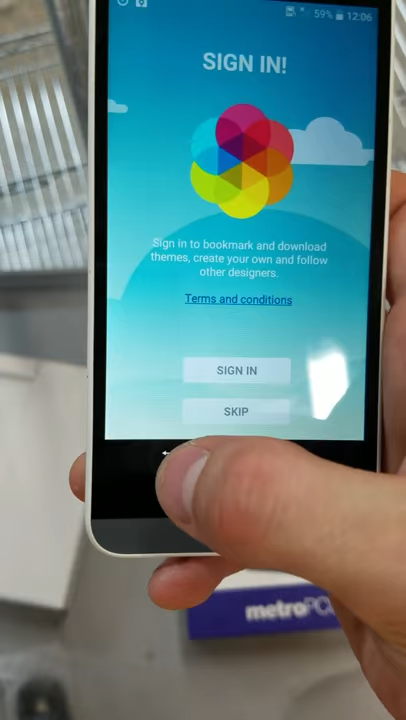 59% 12:06
SIGN IN!
Sign in to bookmark and download
themes, create your own and follow
other designers.
Terms and conditions
SIGN IN
SKIP
metroPC